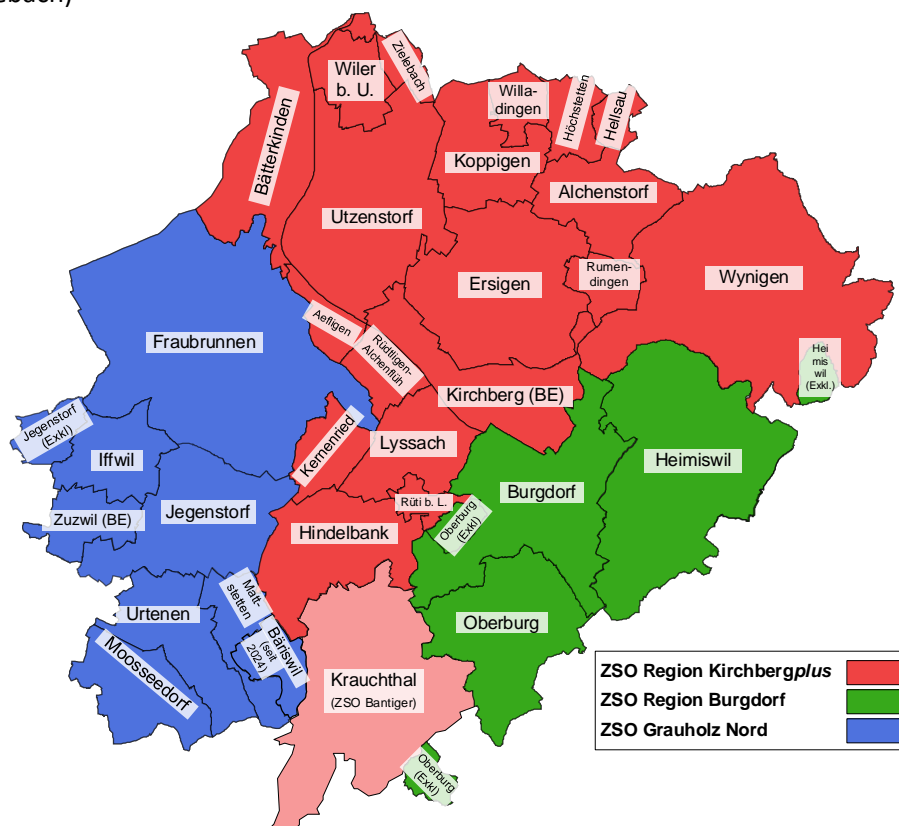 Wiler
b. U.
Zielebach
Willa-
dingen
Höchstetten
Hellsau
Bätterkinden
Koppigen
Alchenstorf
Utzenstorf
Ersigen
Rumen-
dingen
Wynigen
Aefligen
Fraubrunnen
Rüdtligen-
Alchenflüh
Hei
mis
wil
(Exkl.)
Kirchberg (BE)
Jegenstorf
(Exkl)
Kernenried
Lyssach
Iffwil
Heimiswil
Burgdorf
Rüti b. L.
Jegenstorf
Zuzwil (BE)
Oberburg
(Exkl)
Hindelbank
Matt-
stetten
Urtenen
Oberburg
Bäriswil
(seit
2024)
Moosseedorf
Krauchthal
(ZSO Bantiger)
ZSO Region Kirchbergplus
ZSO Region Burgdorf
ZSO Grauholz Nord
Oberburg
(Exkl)